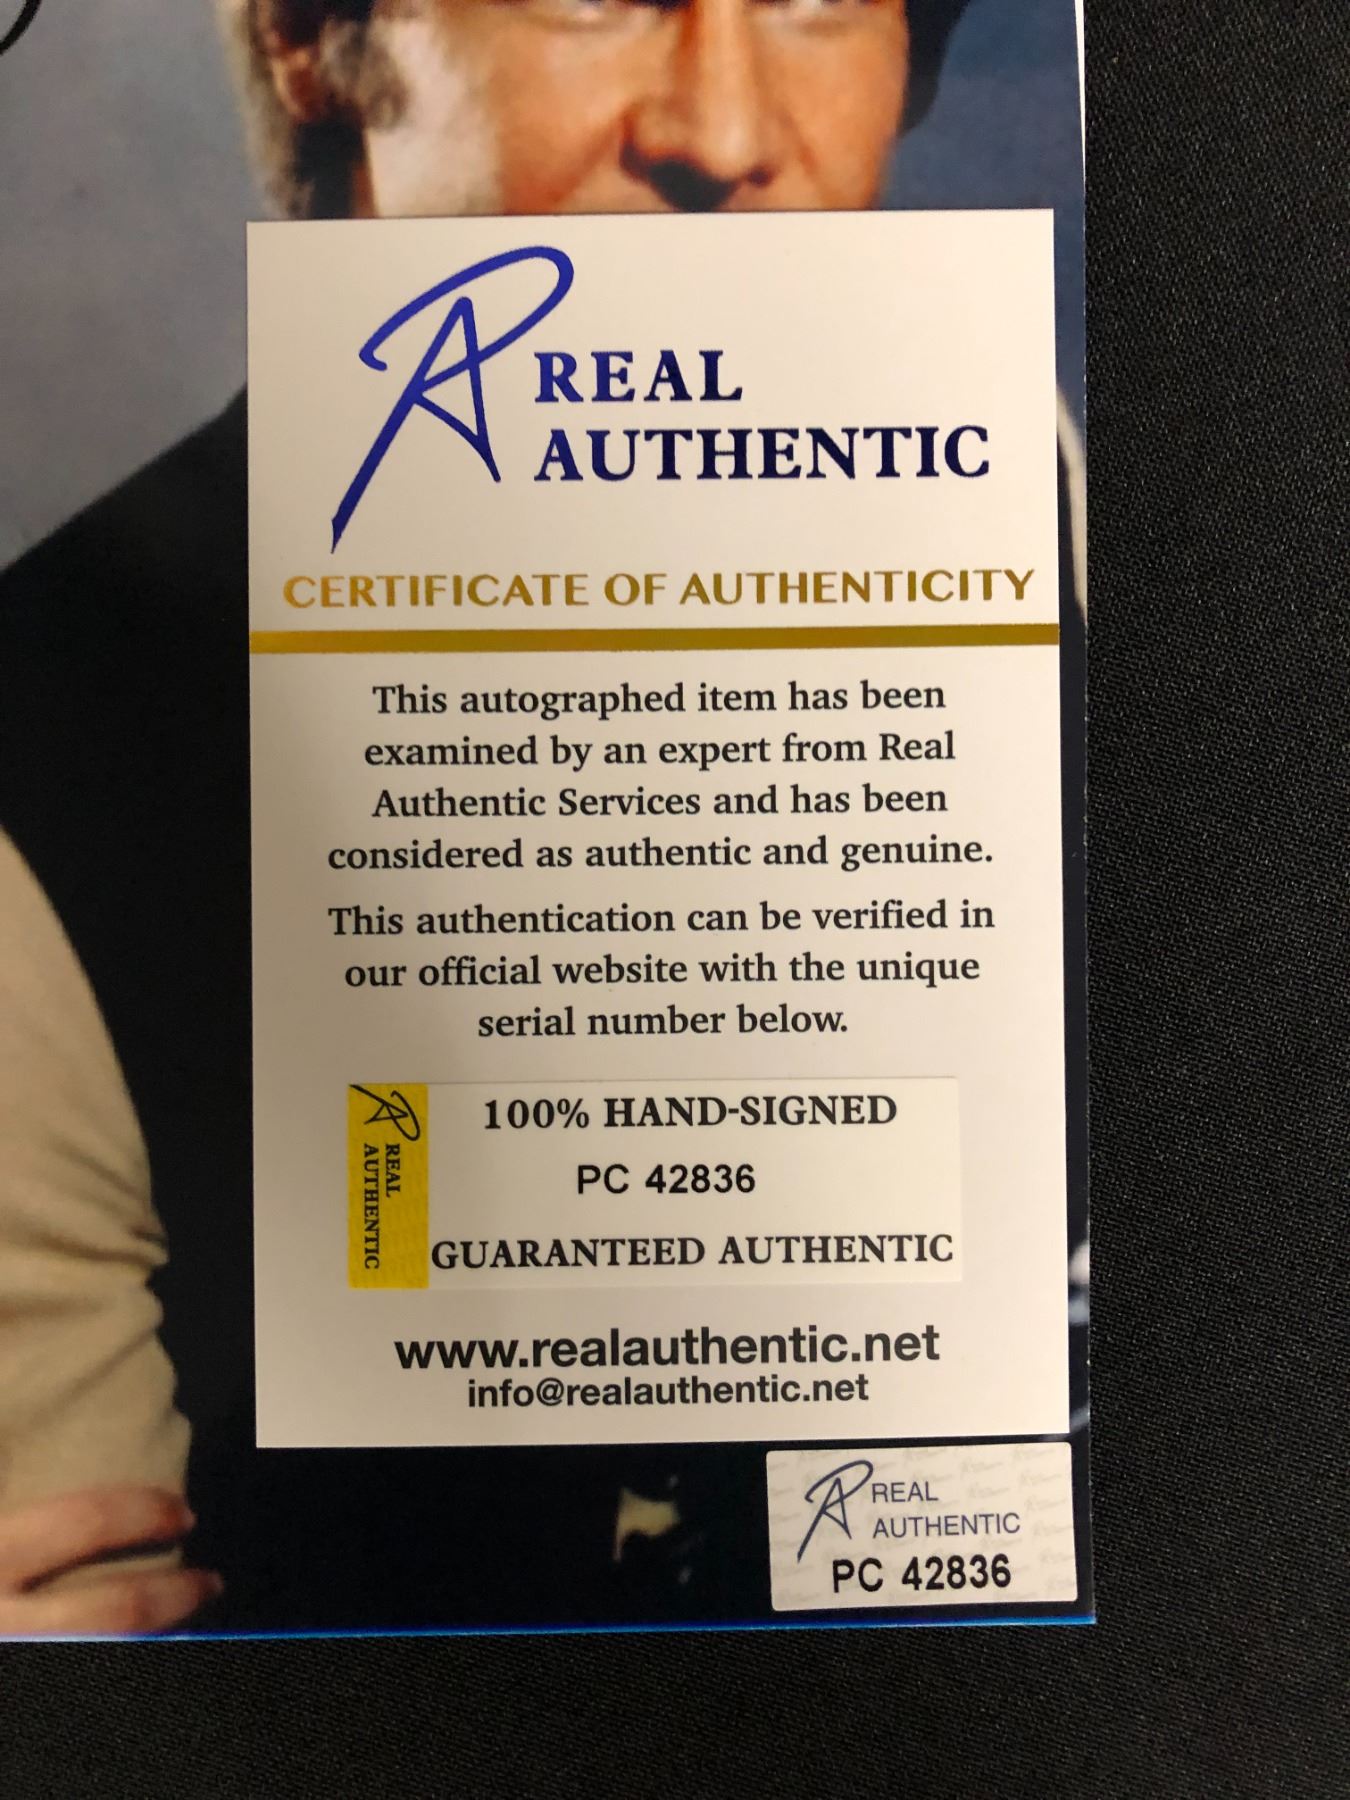 REAL
AUTHENTIC
CERTIFICATE OF AUTHENTICITY
This autographed item has been
examined by an expert from Real
Authentic Services and has been
considered as authentic and genuine.
This authentication can be verified in
our official website with the unique
serial number below.
REAL
AUTHENTIC
100% HAND-SIGNED
PC 42836
GUARANTEED AUTHENTIC
www.realauthentic.net
info@realauthentic.net
REAL
AUTHENTIC
PC 42836